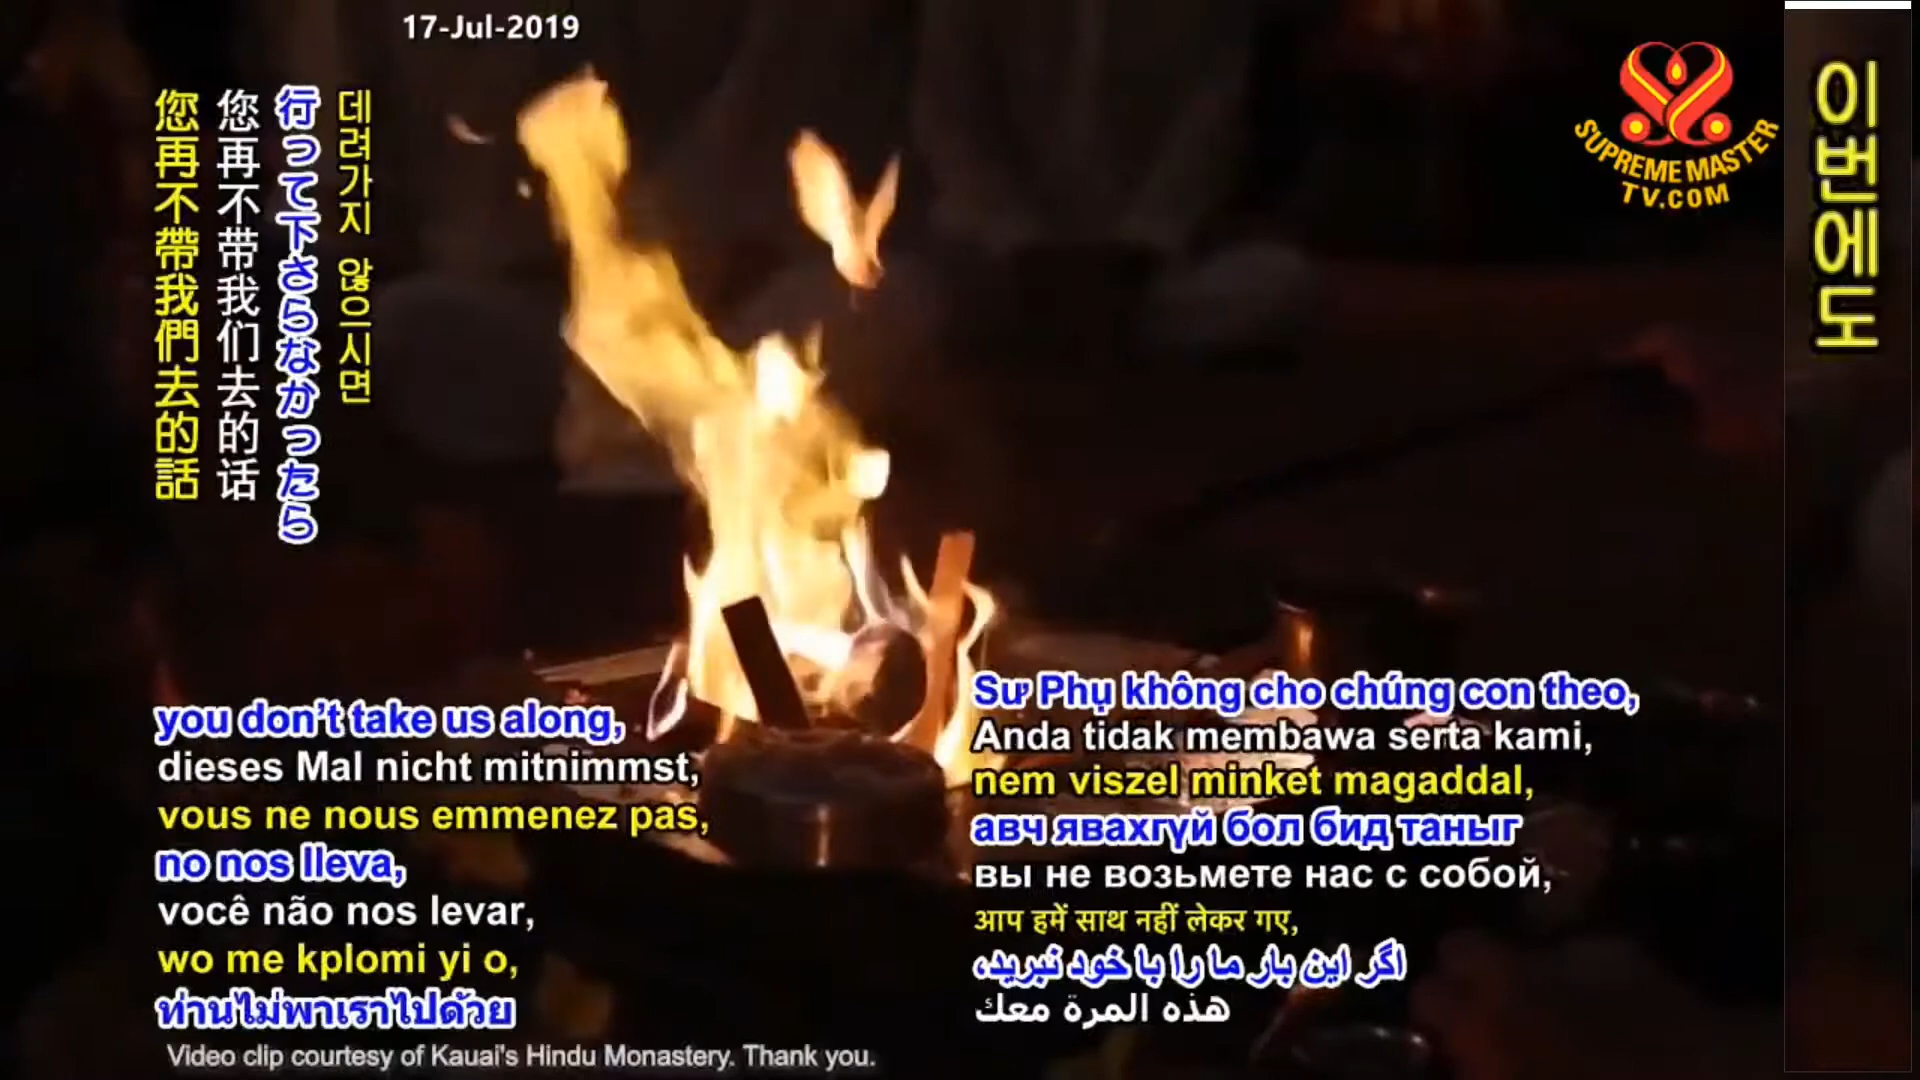 17-Jul-2019
SUPREME MASTER
TV.COM
이번에도
데려가지 않으시면
行って下さらなかったら
您再不带我们去的话
您再不帶我們去的話
you don't take us along,
dieses Mal nicht mitnimmst,
vous ne nous emmenez pas,
no nos lleva,
você não nos levar,
wo me kplomi yi o,
ท่านไม่พาเราไปด้วย
Sư Phụ không cho chúng con theo,
Anda tidak membawa serta kami,
nem viszel minket magaddal,
авч явахгүй бол бид таныг
вы не возьмете нас с собой,
आप हमें साथ नहीं लेकर गए,
اگر این بار ما را با خود نبرید،
هذه المرة معك
Video clip courtesy of Kauai's Hindu Monastery. Thank you.